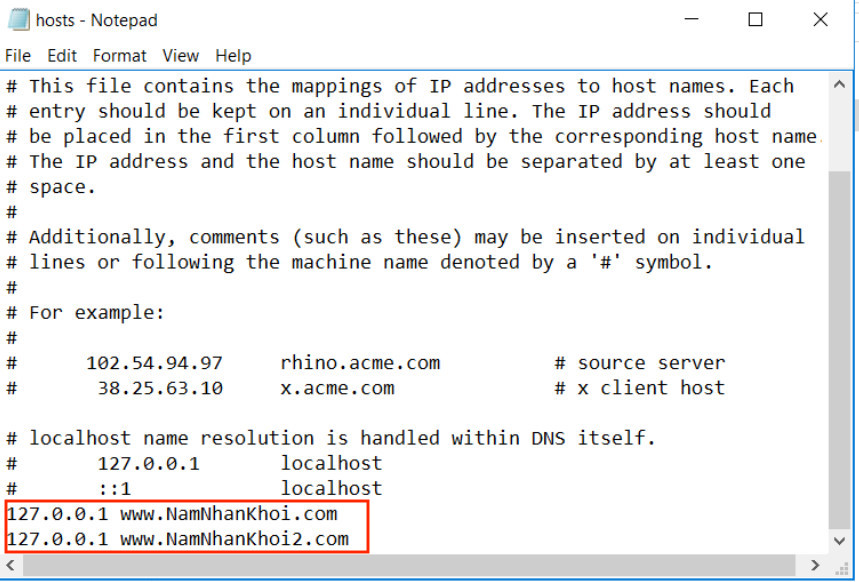 hosts - Notepad
File Edit Format View Help
# This file contains the mappings of IP addresses to host names. Each
# entry should be kept on an individual line. The IP address should
# be placed in the first column followed by the corresponding host name.
# The IP address and the host name should be separated by at least one
# space.
#
# Additionally, comments (such as these) may be inserted on individual
# lines or following the machine name denoted by a '#' symbol.
#
# For example:
#
#      102.54.94.97     rhino.acme.com          # source server
#       38.25.63.10     x.acme.com              # x client host

# localhost name resolution is handled within DNS itself.
#       127.0.0.1       localhost
#       ::1             localhost
127.0.0.1 www.NamNhanKhoi.com
127.0.0.1 www.NamNhanKhoi2.com